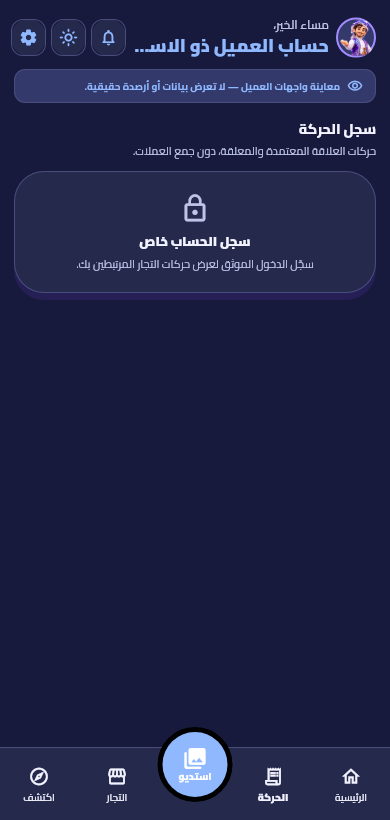 مساء الخير،
حساب العميل ذو الاسـ...
معاينة واجهات العميل — لا تعرض بيانات أو أرصدة حقيقية.
سجل الحركة
حركات العلاقة المعتمدة والمعلقة، دون جمع العملات.
سجل الحساب خاص
سجّل الدخول الموثق لعرض حركات التجار المرتبطين بك.
الرئيسية
الحركة
استديو
التجار
اكتشف